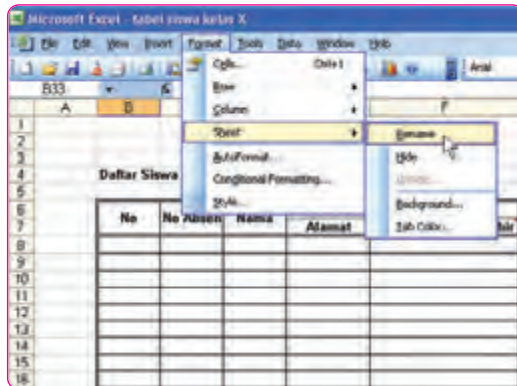 Microsoft Excel - tabel siswa kelas X
File Edit View Insert Format Tools Data Window Help
Arial
B33
Cells... Ctrl+1
Row
Column
Sheet
AutoFormat...
Conditional Formatting...
Style...
Rename
Hide
Unhide...
Background...
Tab Color...
A B F
1
2
3
4 Daftar Siswa
5
6
7
No No Absen Nama Alamat
8
9
10
11
12
13
14
15
16